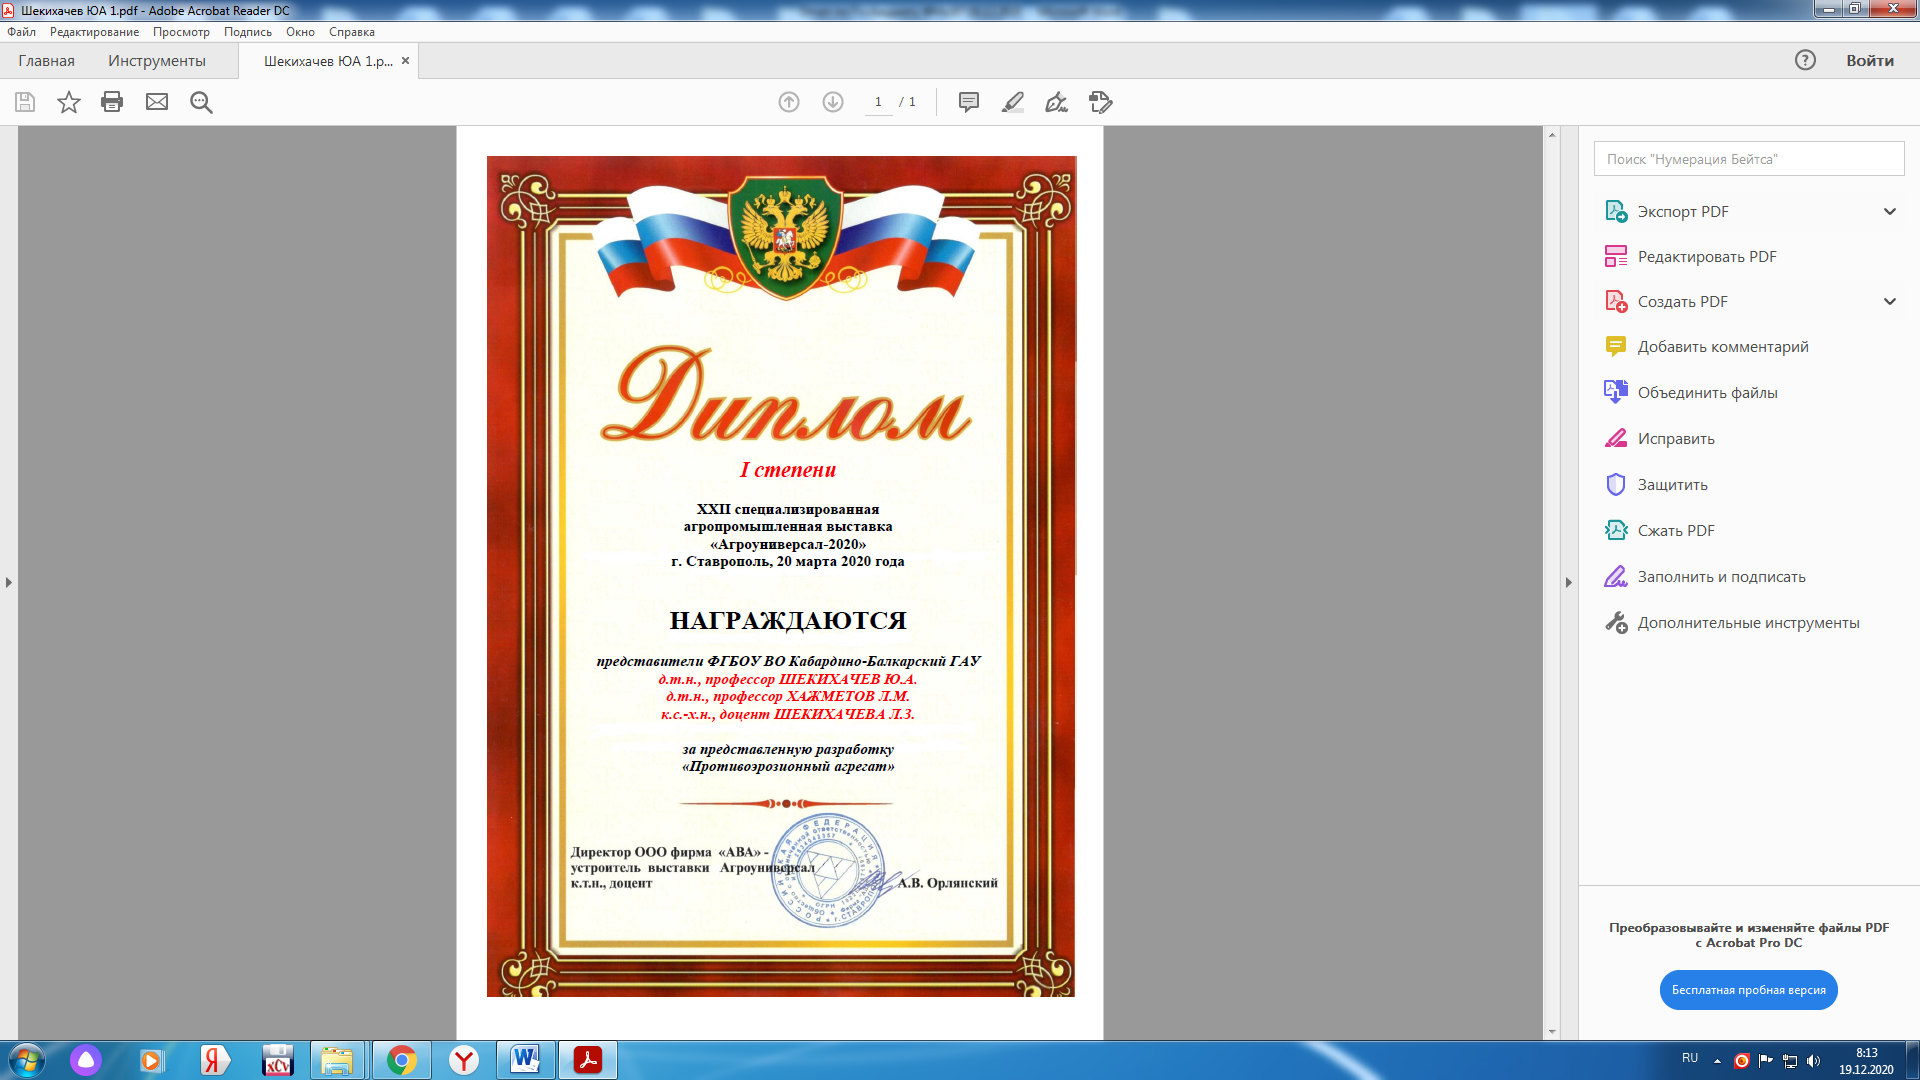 Шекихачев ЮА 1.pdf - Adobe Acrobat Reader DC
Файл Редактирование Просмотр Подпись Окно Справка
Главная Инструменты Шекихачев ЮА 1.p... Войти
1 / 1
Диплом
I степени
XXII специализированная
агропромышленная выставка
«Агроуниверсал-2020»
г. Ставрополь, 20 марта 2020 года
НАГРАЖДАЮТСЯ
представители ФГБОУ ВО Кабардино-Балкарский ГАУ
д.т.н., профессор ШЕКИХАЧЕВ Ю.А.
д.т.н., профессор ХАЖМЕТОВ Л.М.
к.с.-х.н., доцент ШЕКИХАЧЕВА Л.З.
за представленную разработку
«Противоэрозионный агрегат»
Директор ООО фирма «АВА» -
устроитель выставки Агроуниверсал
к.т.н., доцент А.В. Орлянский
РОССИЙСКАЯ ФЕДЕРАЦИЯ
г. СТАВРОПОЛЬ
Поиск "Нумерация Бейтса"
Экспорт PDF
Редактировать PDF
Создать PDF
Добавить комментарий
Объединить файлы
Исправить
Защитить
Сжать PDF
Заполнить и подписать
Дополнительные инструменты
Преобразовывайте и изменяйте файлы PDF
с Acrobat Pro DC
Бесплатная пробная версия
RU
8:13
19.12.2020